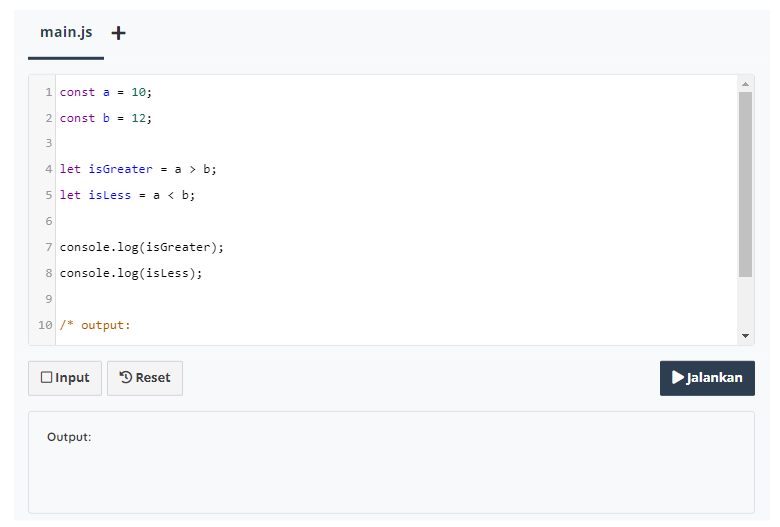 main.js +
1 const a = 10;
2 const b = 12;
3
4 let isGreater = a > b;
5 let isLess = a < b;
6
7 console.log(isGreater);
8 console.log(isLess);
9
10 /* output:
Input Reset Jalankan
Output: